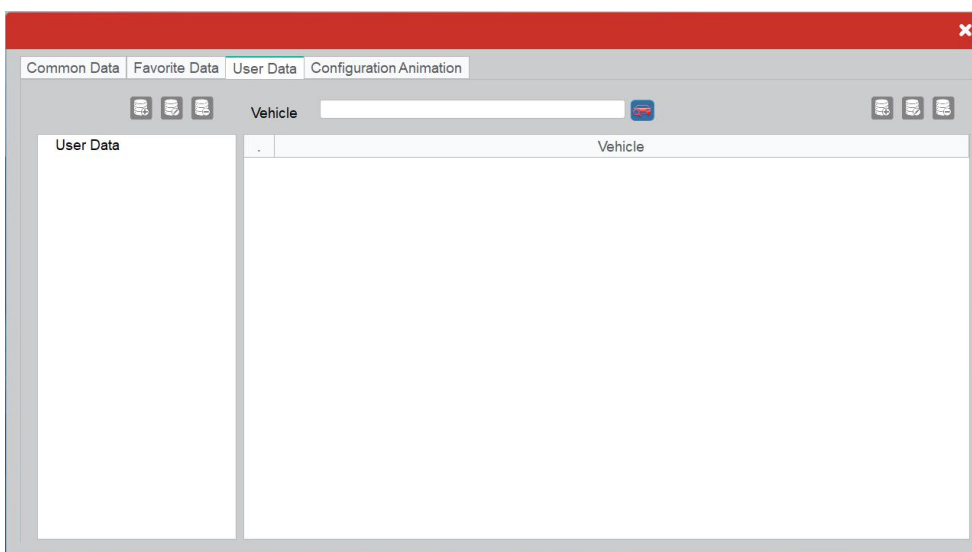 Common Data Favorite Data User Data Configuration Animation
Vehicle
User Data
. Vehicle